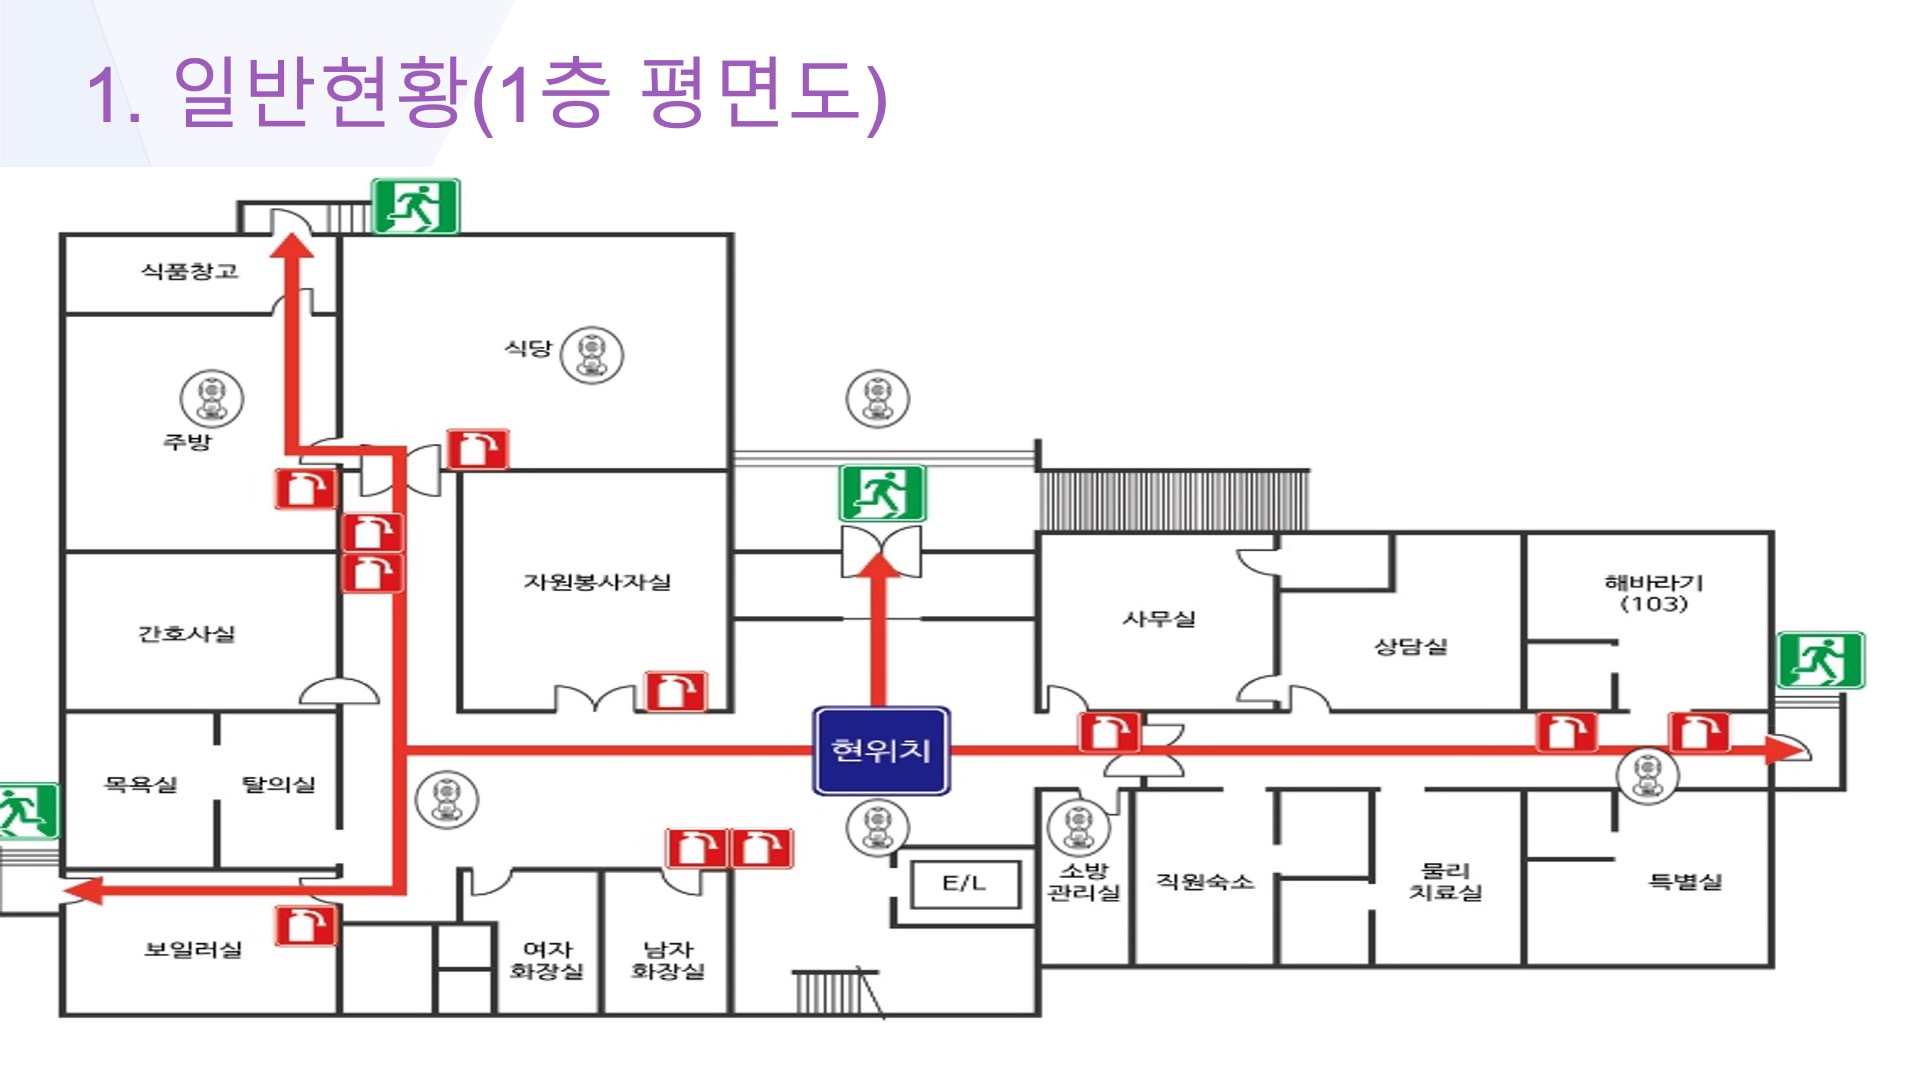 1. 일반현황(1층 평면도)
식품창고
식당
주방
자원봉사자실
간호사실
사무실
상담실
해바라기
(103)
현위치
목욕실
탈의실
E/L
소방
관리실
직원숙소
물리
치료실
특별실
보일러실
여자
화장실
남자
화장실